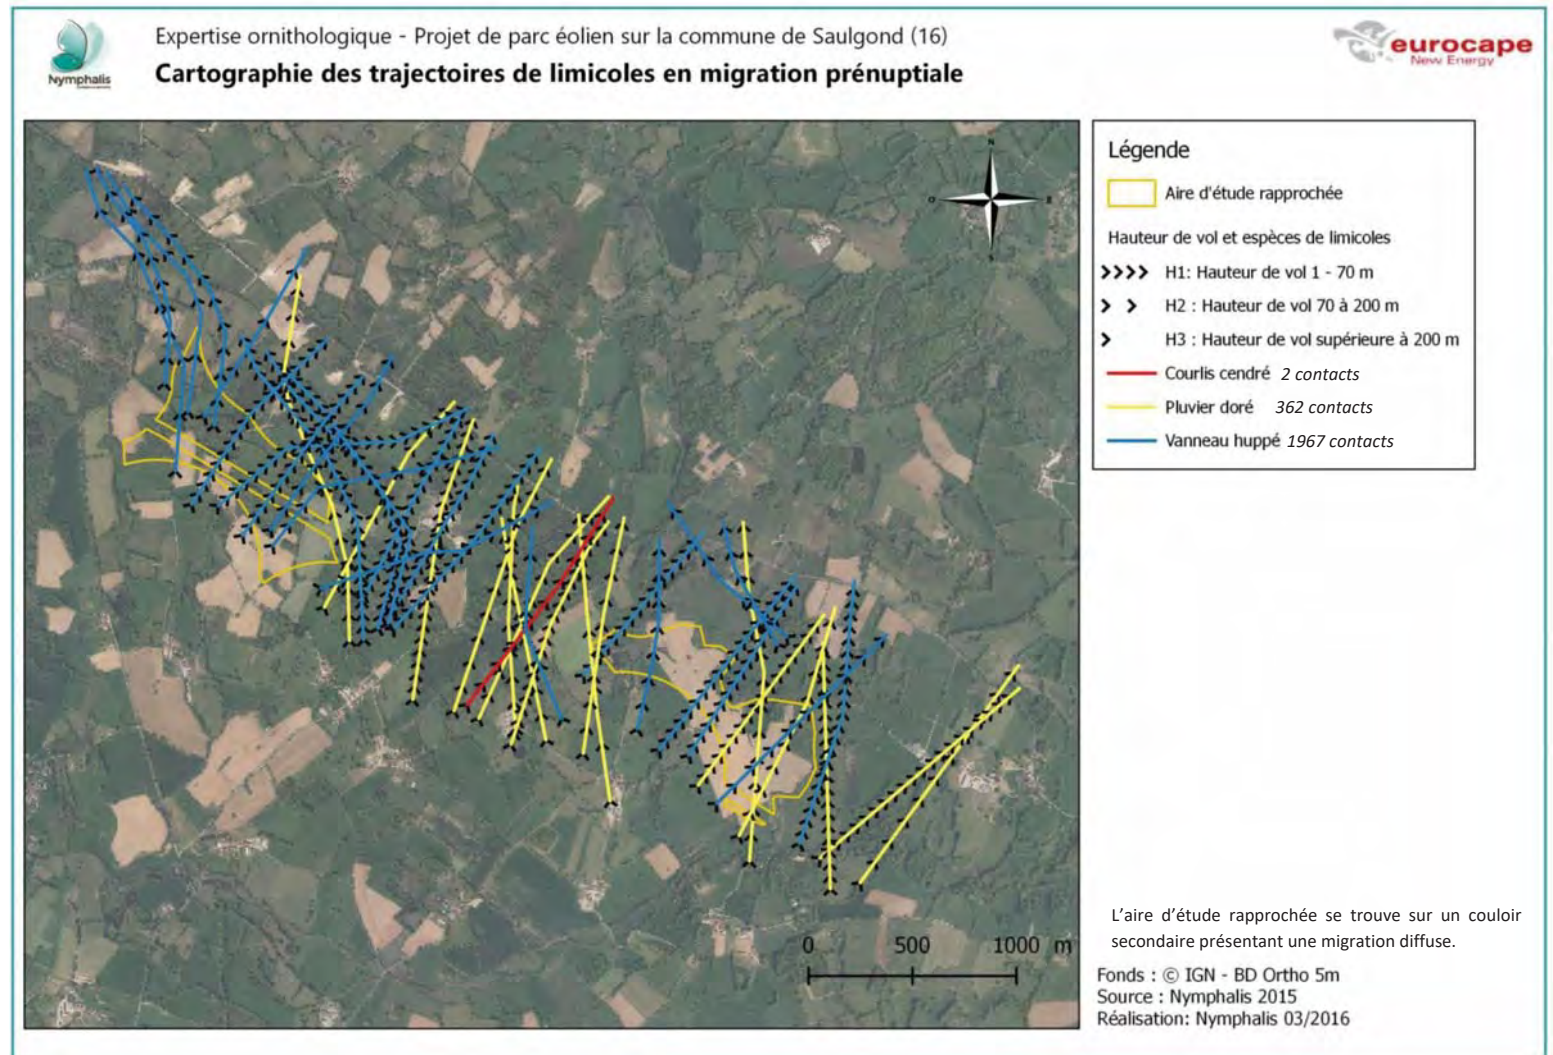 Expertise ornithologique - Projet de parc éolien sur la commune de Saulgond (16)
Cartographie des trajectoires de limicoles en migration prénuptiale
Nymphalis
eurocape
New Energy
N
O
E
S
Légende
Aire d'étude rapprochée
Hauteur de vol et espèces de limicoles
H1: Hauteur de vol 1 - 70 m
H2 : Hauteur de vol 70 à 200 m
H3 : Hauteur de vol supérieure à 200 m
Courlis cendré 2 contacts
Pluvier doré 362 contacts
Vanneau huppé 1967 contacts
0 500 1000 m
L'aire d'étude rapprochée se trouve sur un couloir
secondaire présentant une migration diffuse.
Fonds : © IGN - BD Ortho 5m
Source : Nymphalis 2015
Réalisation: Nymphalis 03/2016